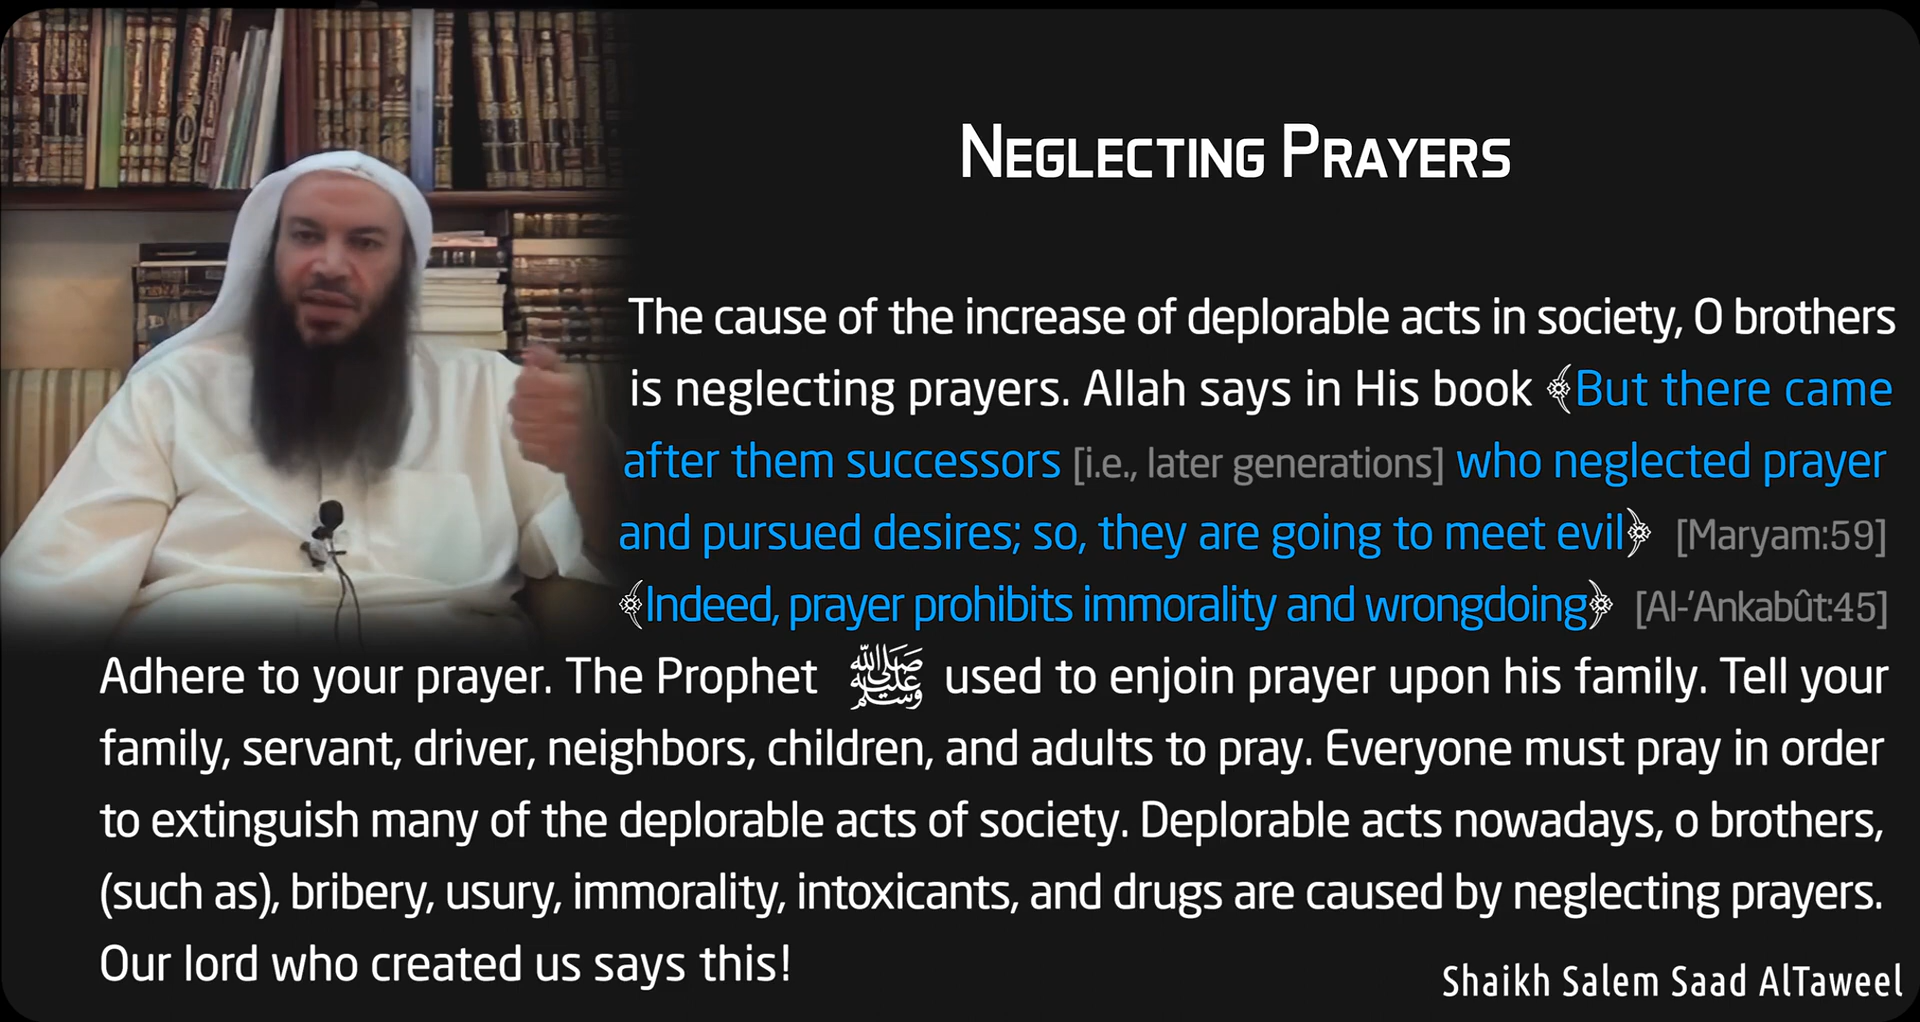 NEGLECTING PRAYERS
The cause of the increase of deplorable acts in society, O brothers
is neglecting prayers. Allah says in His book ﴾But there came
after them successors [i.e., later generations] who neglected prayer
and pursued desires; so, they are going to meet evil﴿ [Maryam:59]
﴾Indeed, prayer prohibits immorality and wrongdoing﴿ [Al-'Ankabût:45]
Adhere to your prayer. The Prophet ﷺ used to enjoin prayer upon his family. Tell your
family, servant, driver, neighbors, children, and adults to pray. Everyone must pray in order
to extinguish many of the deplorable acts of society. Deplorable acts nowadays, o brothers,
(such as), bribery, usury, immorality, intoxicants, and drugs are caused by neglecting prayers.
Our lord who created us says this!
Shaikh Salem Saad AlTaweel